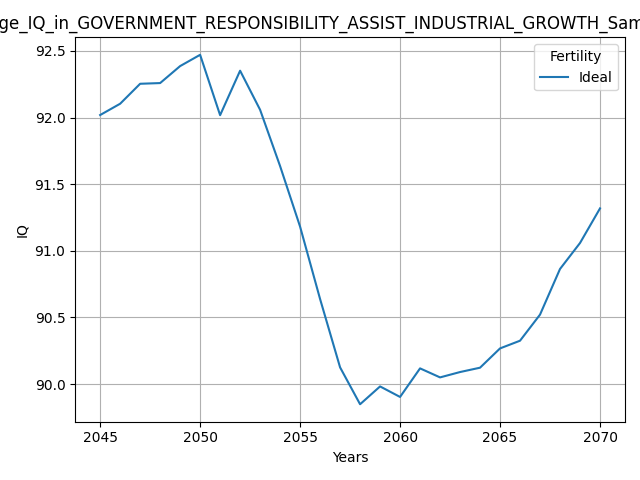 ge_IQ_in_GOVERNMENT_RESPONSIBILITY_ASSIST_INDUSTRIAL_GROWTH_Sam
Fertility
Ideal
92.5
92.0
91.5
91.0
90.5
90.0
IQ
2045 2050 2055 2060 2065 2070
Years